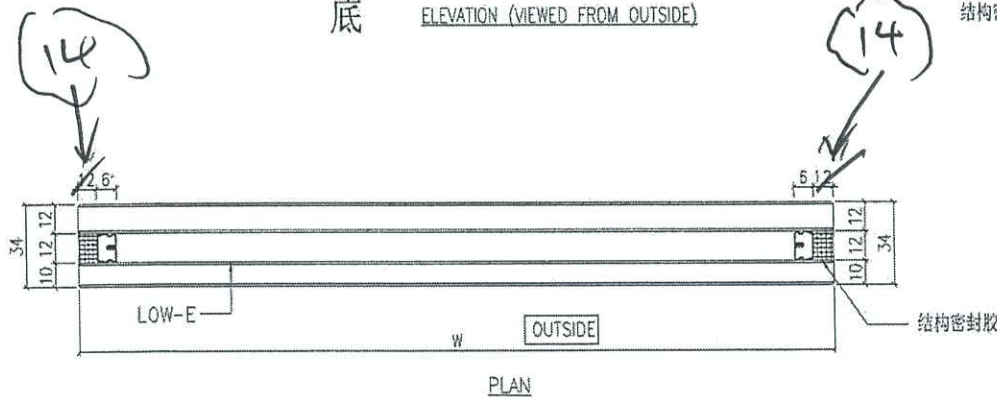 底 ELEVATION (VIEWED FROM OUTSIDE) 结构密
14 14
12 6 6 12
34 12 12 10 12 12 10 34
LOW-E
OUTSIDE
结构密封胶
W
PLAN